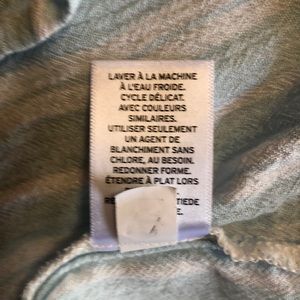 LAVER À LA MACHINE
À L'EAU FROIDE.
CYCLE DÉLICAT.
AVEC COULEURS
SIMILAIRES.
UTILISER SEULEMENT
UN AGENT DE
BLANCHIMENT SANS
CHLORE, AU BESOIN.
REDONNER FORME.
ÉTENDRE À PLAT LORS
TIEDE